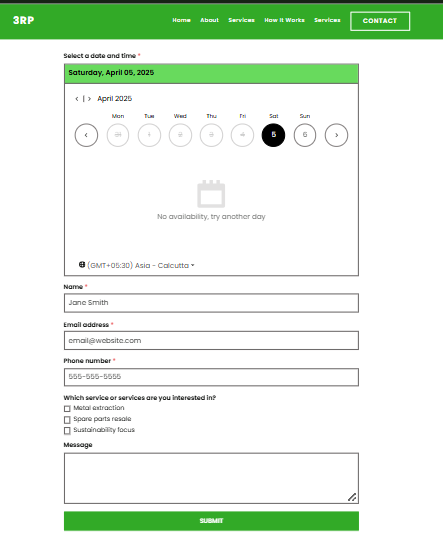 3RP
Home About Services How It Works Services CONTACT
Select a date and time *
Saturday, April 05, 2025
< | > April 2025
Mon Tue Wed Thu Fri Sat Sun
< 31 1 2 3 4 5 6 >
No availability, try another day
(GMT+05:30) Asia - Calcutta
Name *
Jane Smith
Email address *
email@website.com
Phone number *
555-555-5555
Which service or services are you interested in?
Metal extraction
Spare parts resale
Sustainability focus
Message
SUBMIT